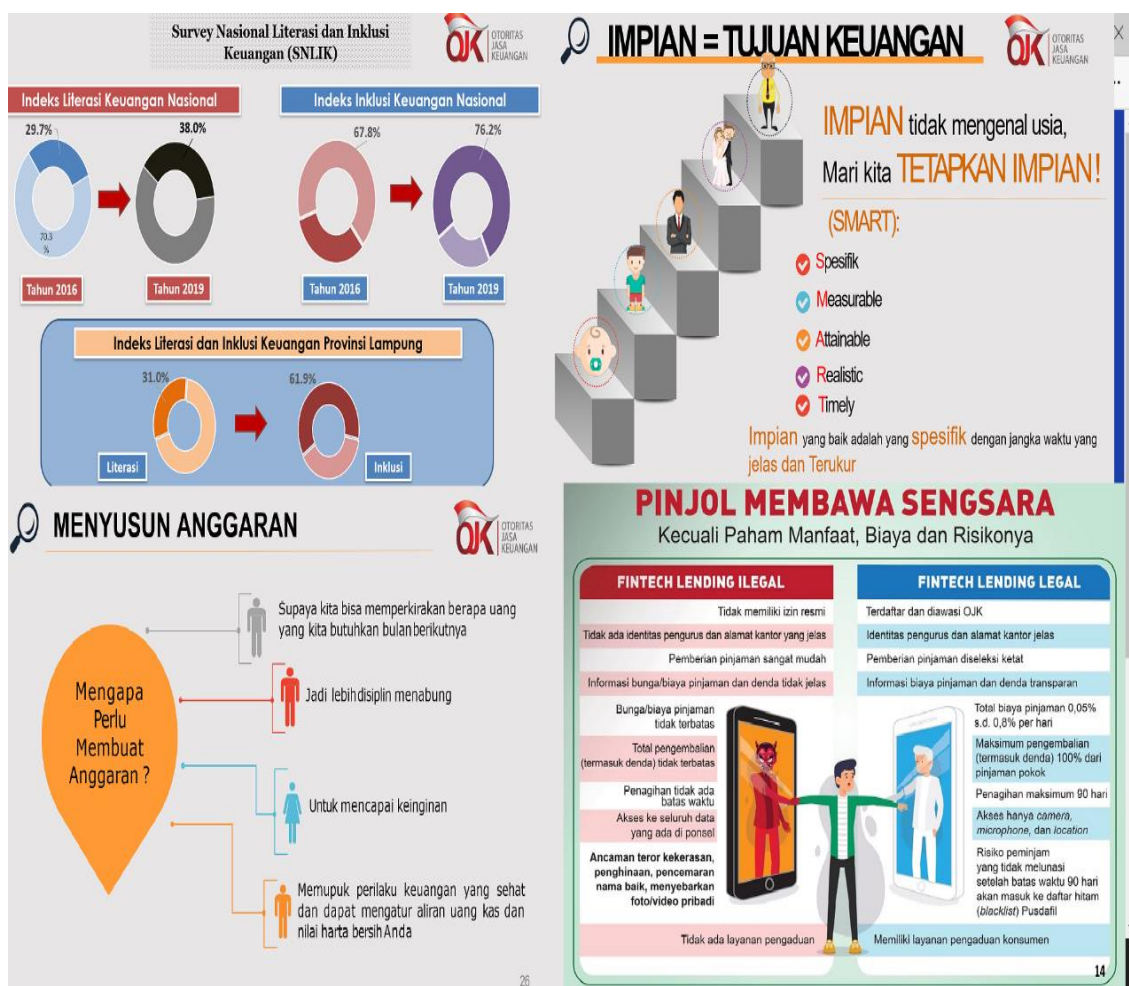 Survey Nasional Literasi dan Inklusi
Keuangan (SNLIK)
OJK
OTORITAS
JASA
KEUANGAN
Indeks Literasi Keuangan Nasional
29.7%
38.0%
70.3
%
Tahun 2016
Tahun 2019
Indeks Inklusi Keuangan Nasional
67.8%
76.2%
Tahun 2016
Tahun 2019
Indeks Literasi dan Inklusi Keuangan Provinsi Lampung
31.0%
61.9%
Literasi
Inklusi
IMPIAN = TUJUAN KEUANGAN
OJK
OTORITAS
JASA
KEUANGAN
IMPIAN tidak mengenal usia,
Mari kita TETAPKAN IMPIAN!
(SMART):
Spesifik
Measurable
Attainable
Realistic
Timely
Impian yang baik adalah yang spesifik dengan jangka waktu yang
jelas dan Terukur
MENYUSUN ANGGARAN
OJK
OTORITAS
JASA
KEUANGAN
Mengapa
Perlu
Membuat
Anggaran ?
Supaya kita bisa memperkirakan berapa uang
yang kita butuhkan bulan berikutnya
Jadi lebih disiplin menabung
Untuk mencapai keinginan
Memupuk perilaku keuangan yang sehat
dan dapat mengatur aliran uang kas dan
nilai harta bersih Anda
26
PINJOL MEMBAWA SENGSARA
Kecuali Paham Manfaat, Biaya dan Risikonya
FINTECH LENDING ILEGAL
Tidak memiliki izin resmi
Tidak ada identitas pengurus dan alamat kantor yang jelas
Pemberian pinjaman sangat mudah
Informasi bunga/biaya pinjaman dan denda tidak jelas
Bunga/biaya pinjaman
tidak terbatas
Total pengembalian
(termasuk denda) tidak terbatas
Penagihan tidak ada
batas waktu
Akses ke seluruh data
yang ada di ponsel
Ancaman teror kekerasan,
penghinaan, pencemaran
nama baik, menyebarkan
foto/video pribadi
Tidak ada layanan pengaduan
FINTECH LENDING LEGAL
Terdaftar dan diawasi OJK
Identitas pengurus dan alamat kantor jelas
Pemberian pinjaman diseleksi ketat
Informasi biaya pinjaman dan denda transparan
Total biaya pinjaman 0,05%
s.d. 0,8% per hari
Maksimum pengembalian
(termasuk denda) 100% dari
pinjaman pokok
Penagihan maksimum 90 hari
Akses hanya camera,
microphone, dan location
Risiko peminjam
yang tidak melunasi
setelah batas waktu 90 hari
akan masuk ke daftar hitam
(blacklist) Pusdafil
Memiliki layanan pengaduan konsumen
14